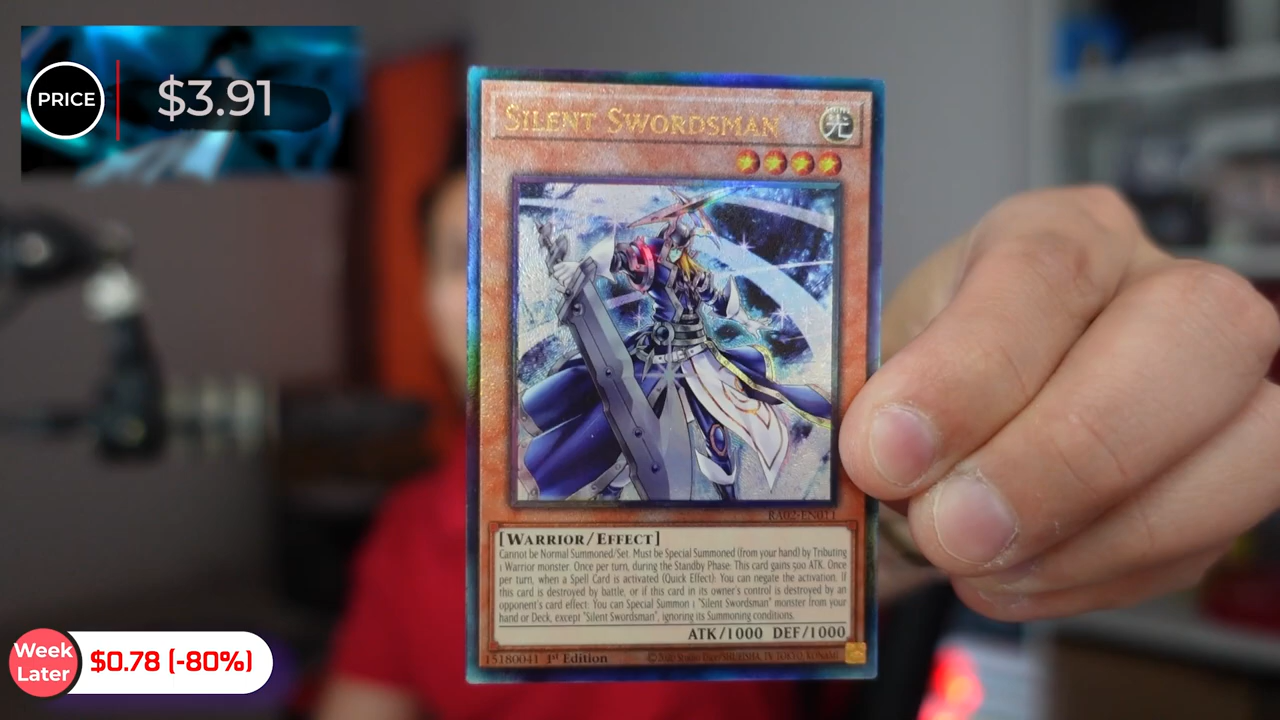 PRICE
$3.91
SILENT SWORDSMAN
LIGHT
光
RA02-EN011
[WARRIOR/EFFECT]
Cannot be Normal Summoned/Set. Must be Special Summoned (from your hand) by Tributing
1 Warrior monster. Once per turn, during the Standby Phase: This card gains 500 ATK. Once
per turn, when a Spell Card is activated (Quick Effect): You can negate the activation. If
this card is destroyed by battle, or if this card in its owner's control is destroyed by an
opponent's card effect: You can Special Summon 1 "Silent Swordsman" monster from your
hand or Deck, except "Silent Swordsman", ignoring its Summoning conditions.
ATK/1000 DEF/1000
15180041 1st Edition
Week
Later
$0.78 (-80%)